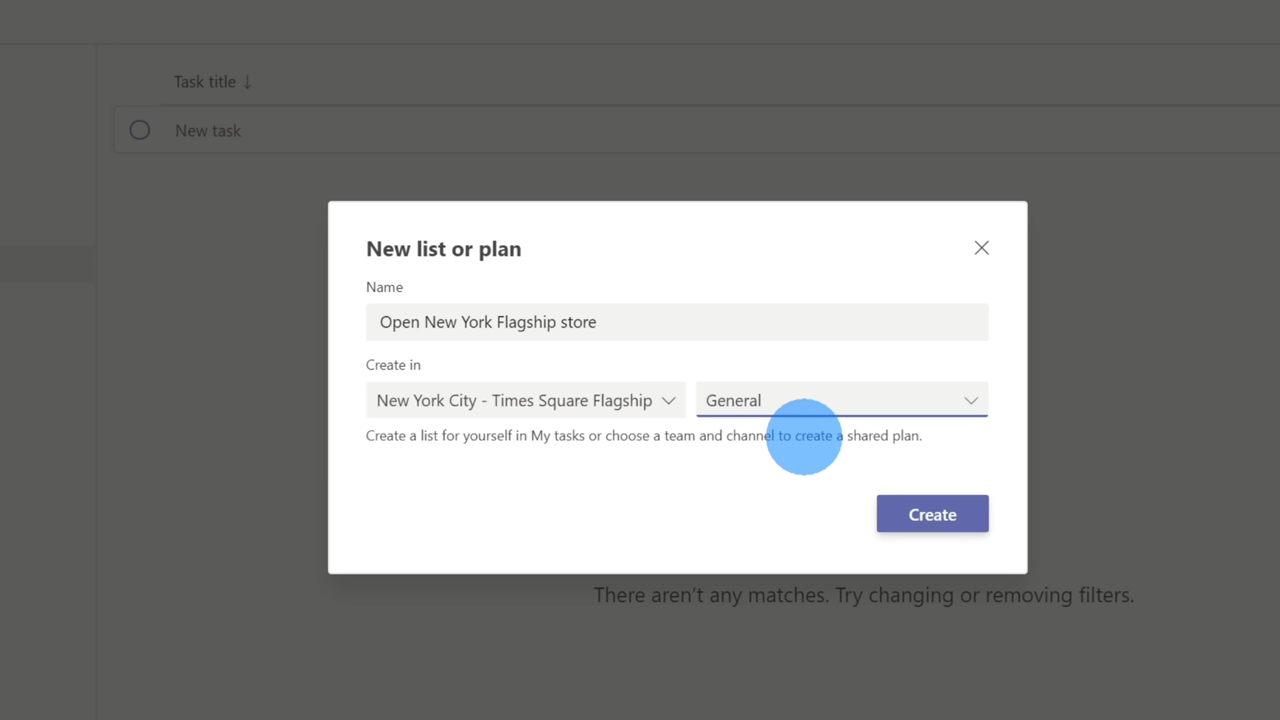 Task title ↓
New task
New list or plan
Name
Open New York Flagship store
Create in
New York City - Times Square Flagship
General
Create a list for yourself in My tasks or choose a team and channel to create a shared plan.
Create
There aren't any matches. Try changing or removing filters.